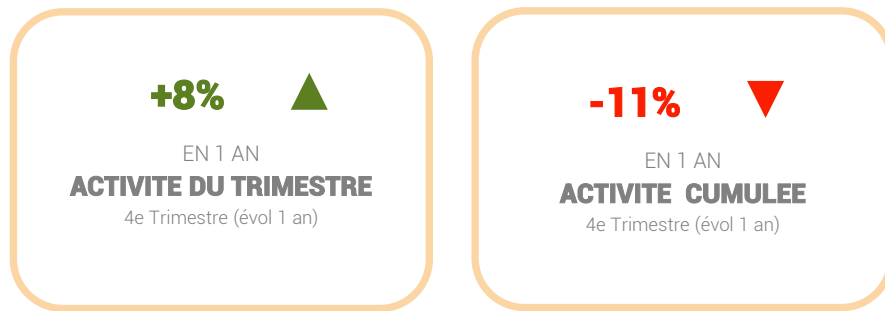 +8%
EN 1 AN
ACTIVITE DU TRIMESTRE
4e Trimestre (évol 1 an)
-11%
EN 1 AN
ACTIVITE CUMULEE
4e Trimestre (évol 1 an)